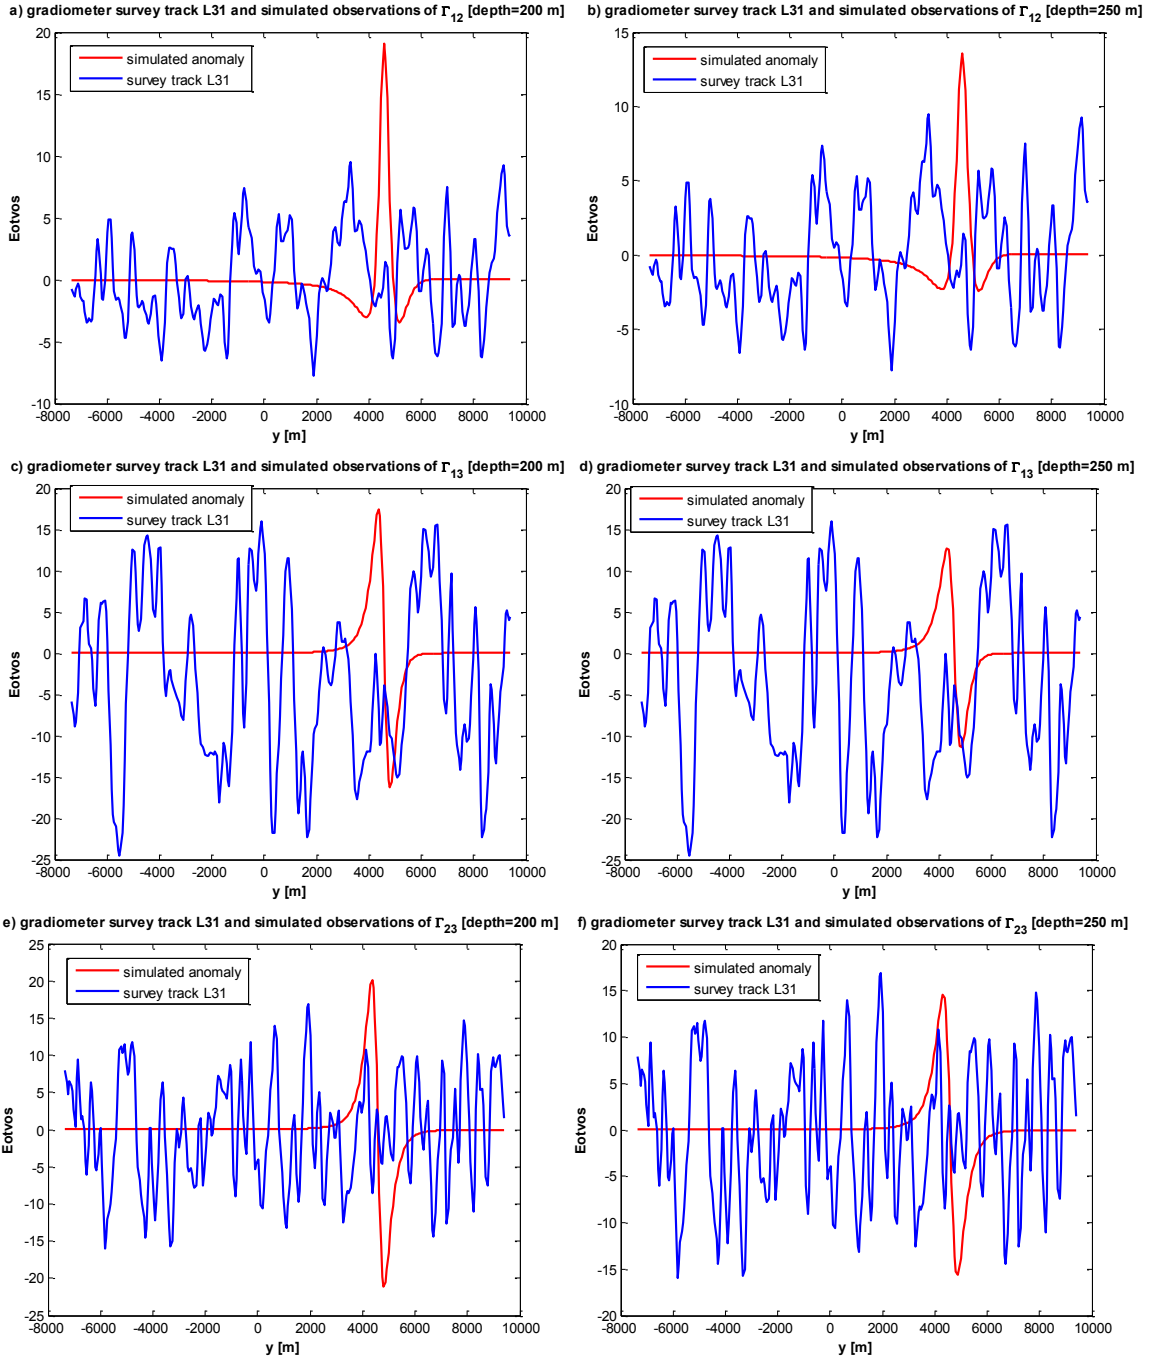 a) gradiometer survey track L31 and simulated observations of Γ12 [depth=200 m]
simulated anomaly
survey track L31
20
15
10
5
0
-5
-10
Eotvos
-8000 -6000 -4000 -2000 0 2000 4000 6000 8000 10000
y [m]
b) gradiometer survey track L31 and simulated observations of Γ12 [depth=250 m]
simulated anomaly
survey track L31
15
10
5
0
-5
-10
Eotvos
-8000 -6000 -4000 -2000 0 2000 4000 6000 8000 10000
y [m]
c) gradiometer survey track L31 and simulated observations of Γ13 [depth=200 m]
simulated anomaly
survey track L31
20
15
10
5
0
-5
-10
-15
-20
-25
Eotvos
-8000 -6000 -4000 -2000 0 2000 4000 6000 8000 10000
y [m]
d) gradiometer survey track L31 and simulated observations of Γ13 [depth=250 m]
simulated anomaly
survey track L31
20
15
10
5
0
-5
-10
-15
-20
-25
Eotvos
-8000 -6000 -4000 -2000 0 2000 4000 6000 8000 10000
y [m]
e) gradiometer survey track L31 and simulated observations of Γ23 [depth=200 m]
simulated anomaly
survey track L31
25
20
15
10
5
0
-5
-10
-15
-20
-25
Eotvos
-8000 -6000 -4000 -2000 0 2000 4000 6000 8000 10000
y [m]
f) gradiometer survey track L31 and simulated observations of Γ23 [depth=250 m]
simulated anomaly
survey track L31
20
15
10
5
0
-5
-10
-15
-20
Eotvos
-8000 -6000 -4000 -2000 0 2000 4000 6000 8000 10000
y [m]